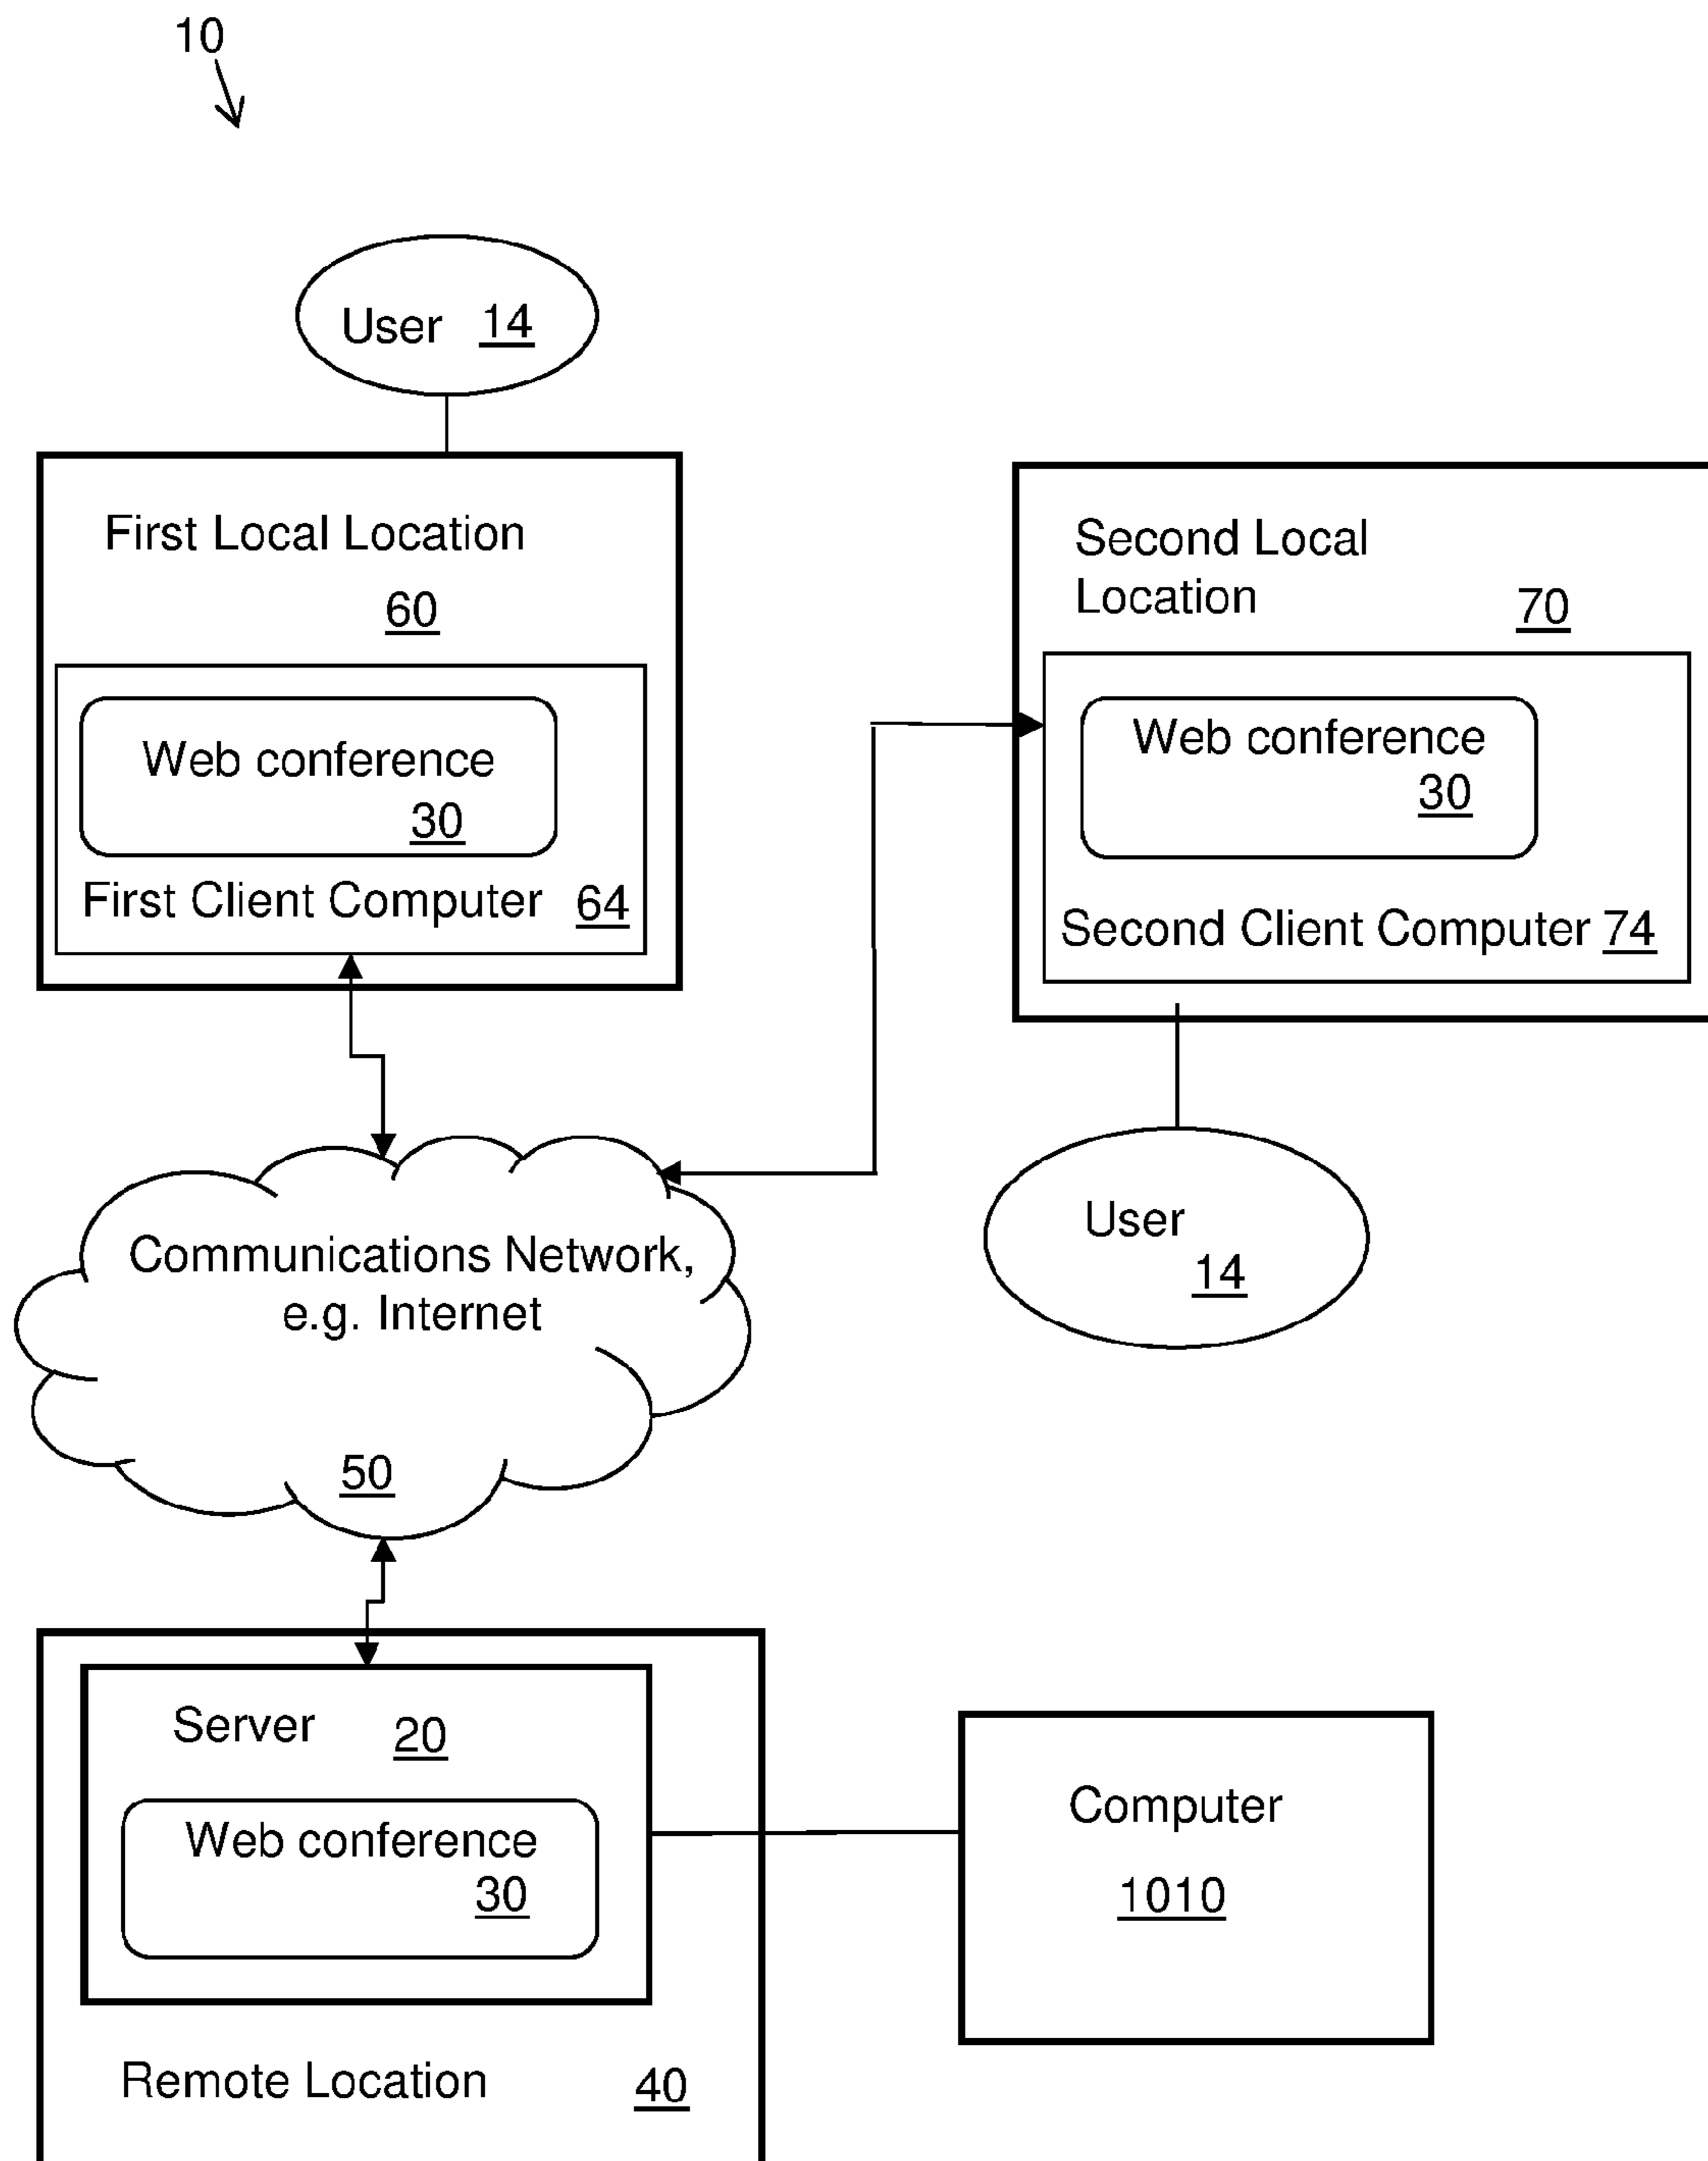 10
User 14
First Local Location
60
Web conference
30
First Client Computer 64
Second Local
Location 70
Web conference
30
Second Client Computer 74
User
14
Communications Network,
e.g. Internet
50
Server 20
Web conference
30
Remote Location 40
Computer
1010